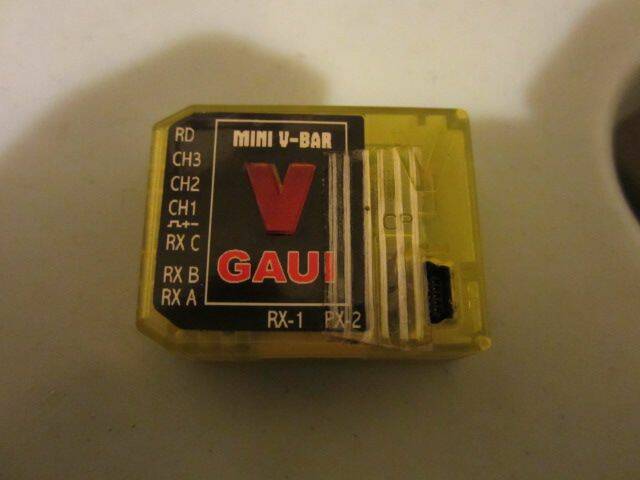 RD
CH3
CH2
CH1
⎍+-
RX C
RX B
RX A
MINI V-BAR
V
GAUI
RX-1
RX-2